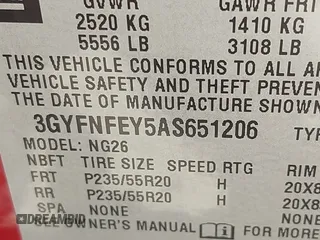 GVWR GAWR FRT
2520 KG 1410 KG
5556 LB 3108 LB
THIS VEHICLE CONFORMS TO ALL
VEHICLE SAFETY AND THEFT
THE DATE OF MANUFACTURE SHOWN
3GYFNFEY5AS651206
MODEL: NG26
NBFT TIRE SIZE SPEED RTG RIM
FRT P235/55R20 H 20X8
RR P235/55R20 H 20X8
SPA NONE NONE
OWNER'S MANUAL FOR MORE
DREAMBID